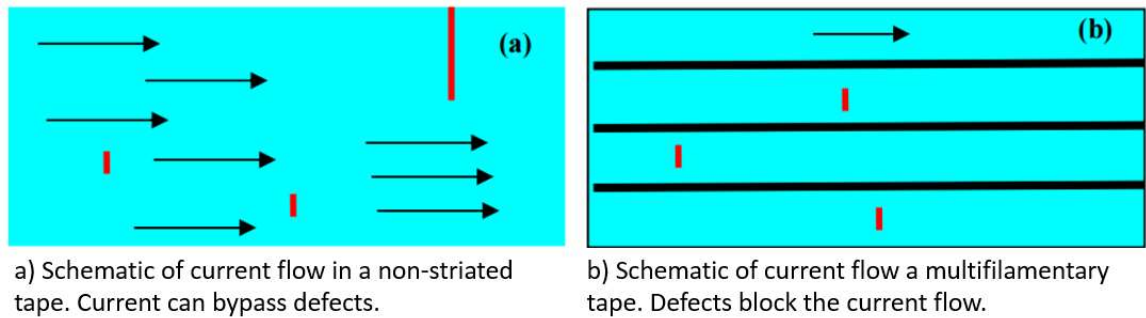 (a)
(b)
a) Schematic of current flow in a non-striated
tape. Current can bypass defects.
b) Schematic of current flow a multifilamentary
tape. Defects block the current flow.